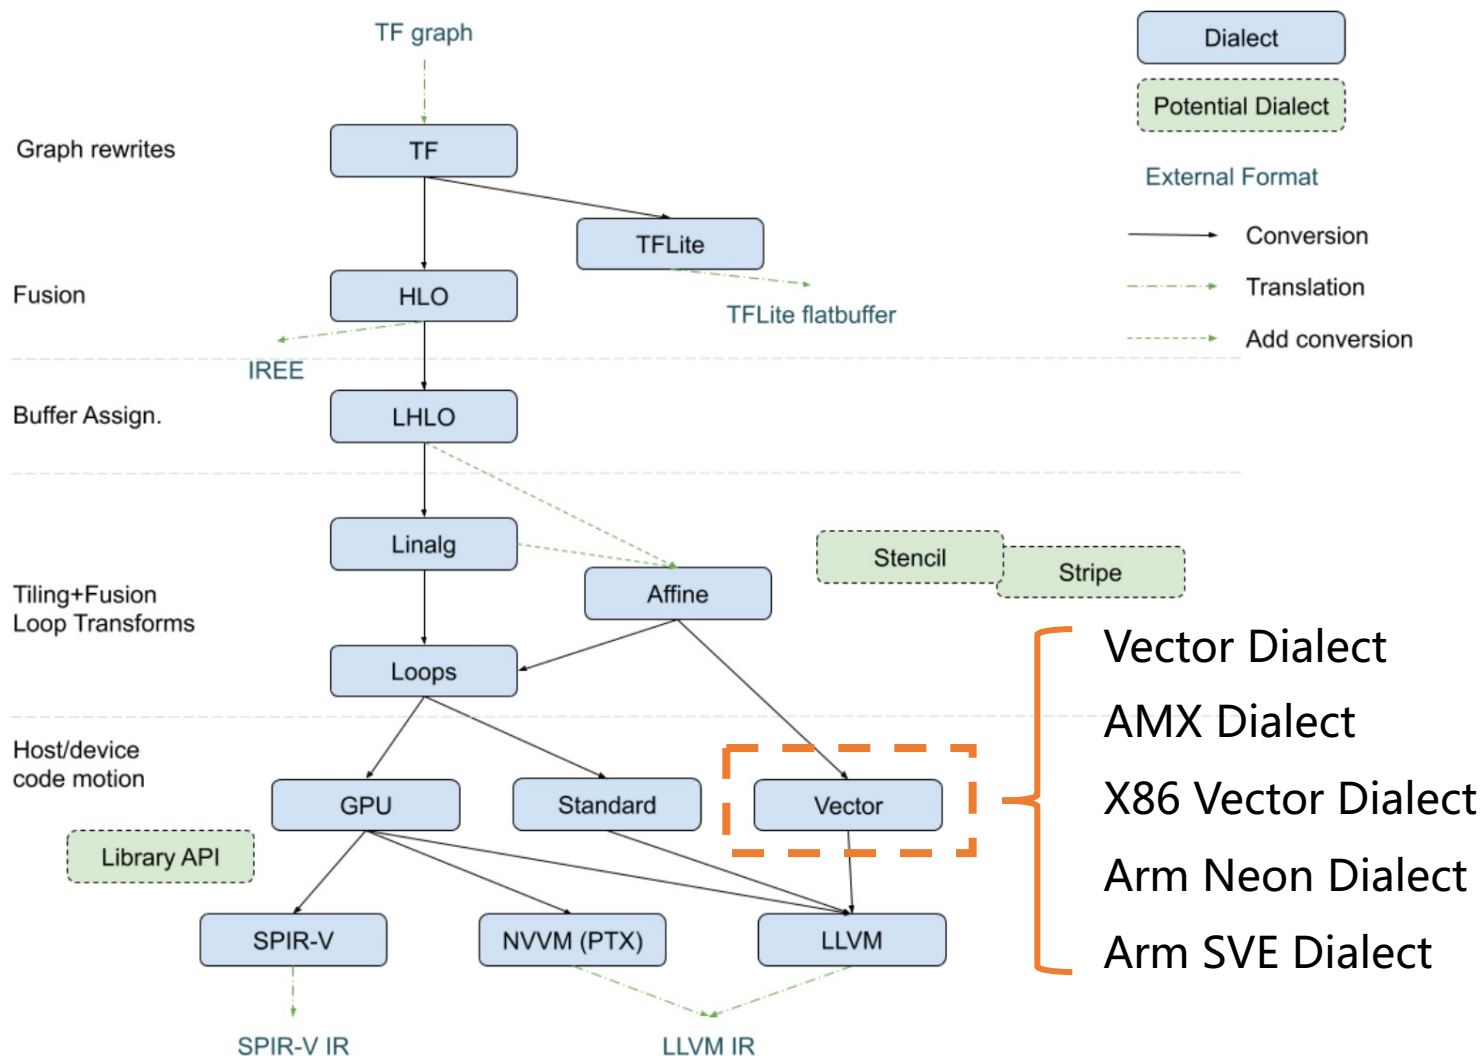 TF graph
Dialect
Potential Dialect
Graph rewrites
TF
External Format
TFLite
Conversion
Fusion
HLO
TFLite flatbuffer
Translation
IREE
Add conversion
Buffer Assign.
LHLO
Linalg
Stencil
Stripe
Tiling+Fusion
Loop Transforms
Affine
Loops
Vector Dialect
AMX Dialect
X86 Vector Dialect
Arm Neon Dialect
Arm SVE Dialect
Host/device
code motion
GPU
Standard
Vector
Library API
SPIR-V
NVVM (PTX)
LLVM
SPIR-V IR
LLVM IR